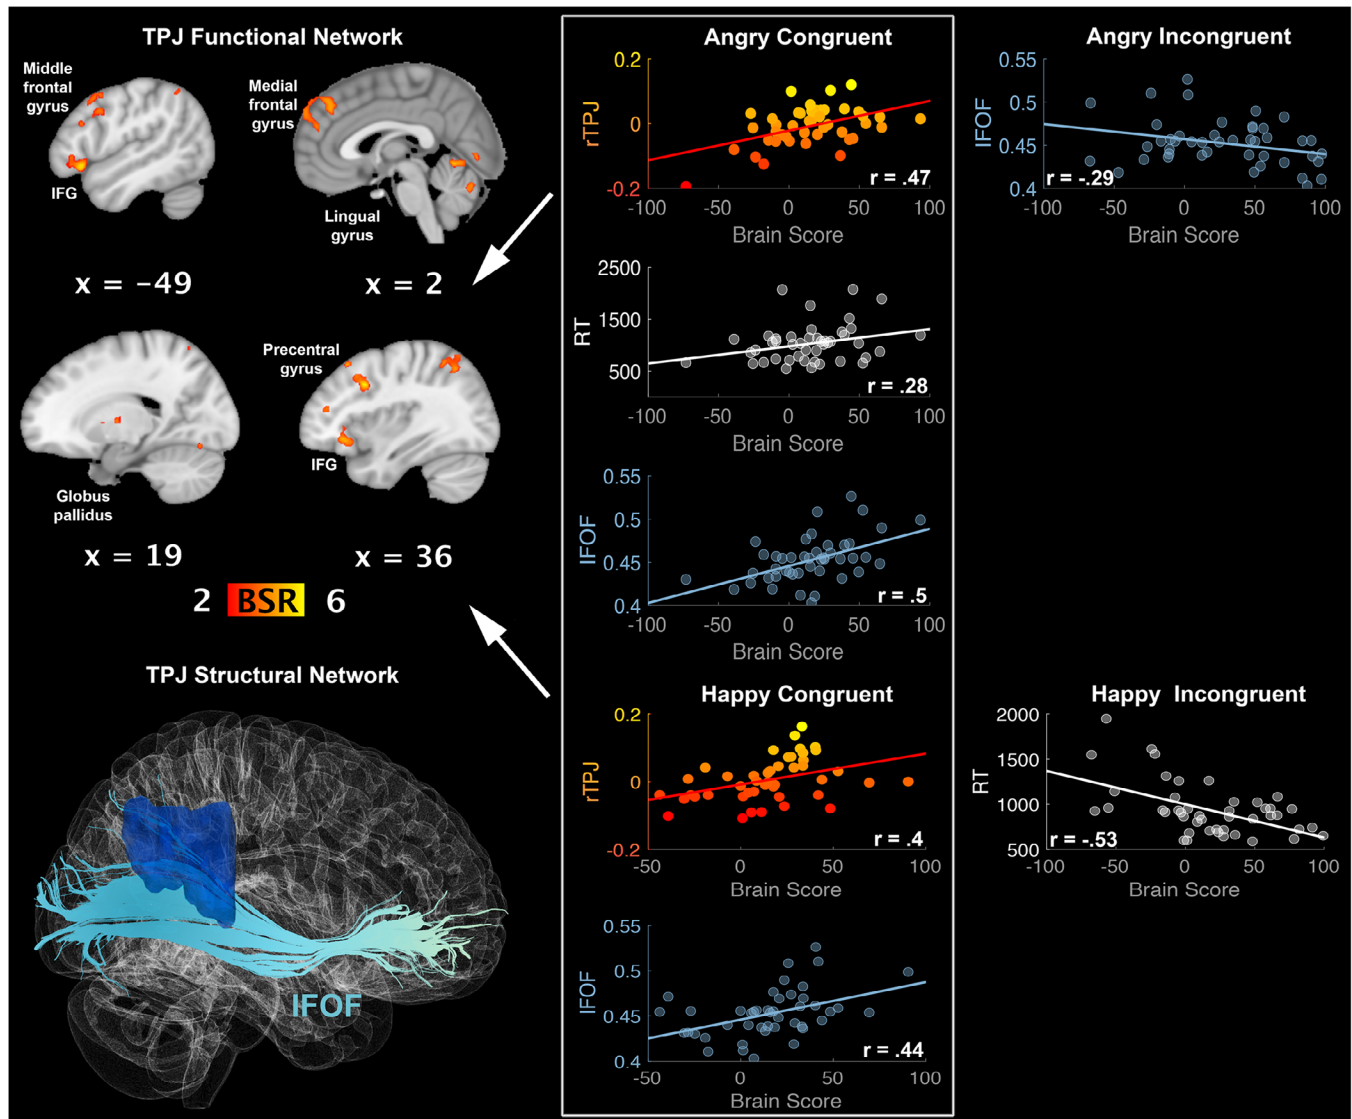 TPJ Functional Network
Middle
frontal
gyrus
IFG
x = -49
Medial
frontal
gyrus
Lingual
gyrus
x = 2
Globus
pallidus
x = 19
Precentral
gyrus
IFG
x = 36
2 BSR 6
TPJ Structural Network
IFOF
Angry Congruent
rTPJ
0.2
0
-0.2
r = .47
-100 -50 0 50 100
Brain Score
RT
2500
1500
500
r = .28
-100 -50 0 50 100
Brain Score
IFOF
0.55
0.5
0.45
0.4
r = .5
-100 -50 0 50 100
Brain Score
Happy Congruent
rTPJ
0.2
0
-0.2
r = .4
-50 0 50 100
Brain Score
IFOF
0.55
0.5
0.45
0.4
r = .44
-50 0 50 100
Brain Score
Angry Incongruent
IFOF
0.55
0.5
0.45
0.4
r = -.29
-100 -50 0 50 100
Brain Score
Happy Incongruent
RT
2000
1500
1000
500
r = -.53
-100 -50 0 50 100
Brain Score